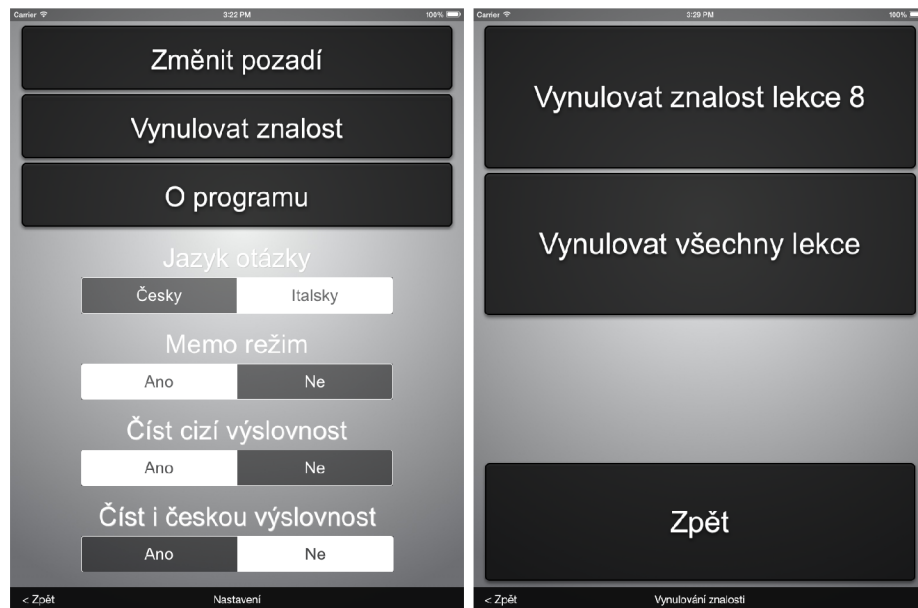 Carrier 3:22 PM 100%
Změnit pozadí
Vynulovat znalost
O programu
Jazyk otázky
Česky Italsky
Memo režim
Ano Ne
Číst cizí výslovnost
Ano Ne
Číst i českou výslovnost
Ano Ne
< Zpět Nastavení
Carrier 3:29 PM 100%
Vynulovat znalost lekce 8
Vynulovat všechny lekce
Zpět
< Zpět Vynulování znalosti